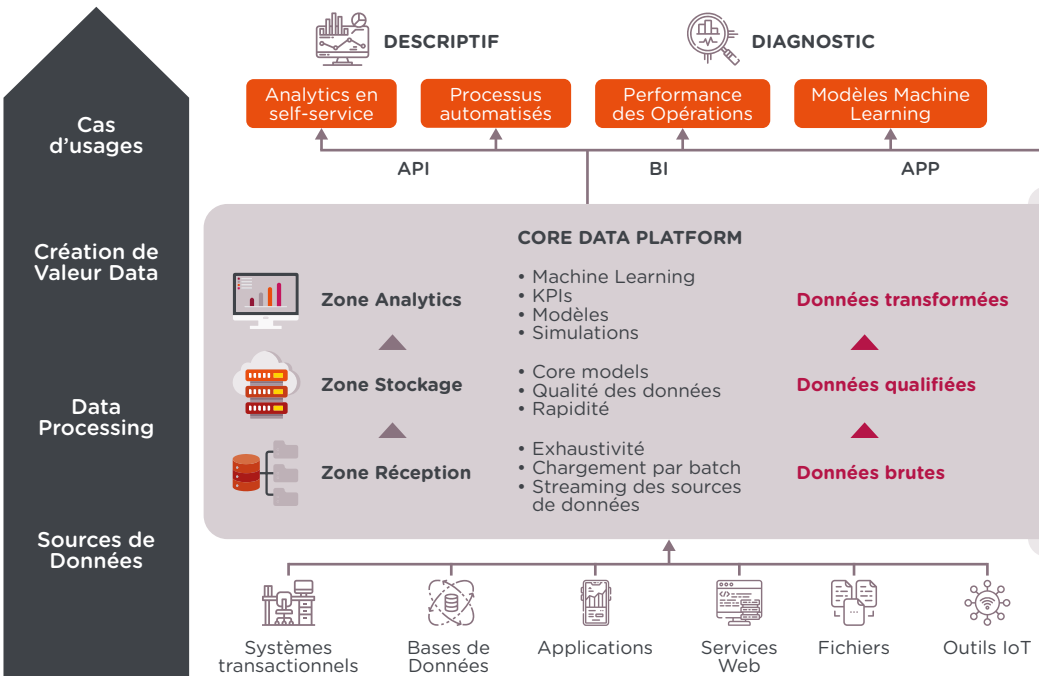 DESCRIPTIF
DIAGNOSTIC
Analytics en
self-service
Processus
automatisés
Performance
des Opérations
Modèles Machine
Learning
Cas
d'usages
API
BI
APP
CORE DATA PLATFORM
Création de
Valeur Data
Zone Analytics
• Machine Learning
• KPIs
• Modèles
• Simulations
Données transformées
Data
Processing
Zone Stockage
• Core models
• Qualité des données
• Rapidité
Données qualifiées
Zone Réception
• Exhaustivité
• Chargement par batch
• Streaming des sources
de données
Données brutes
Sources de
Données
Systèmes
transactionnels
Bases de
Données
Applications
Services
Web
Fichiers
Outils IoT